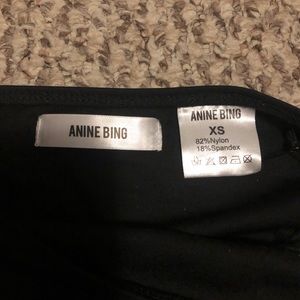 ANINE BING
ANINE BING
XS
82%Nylon
18%Spandex